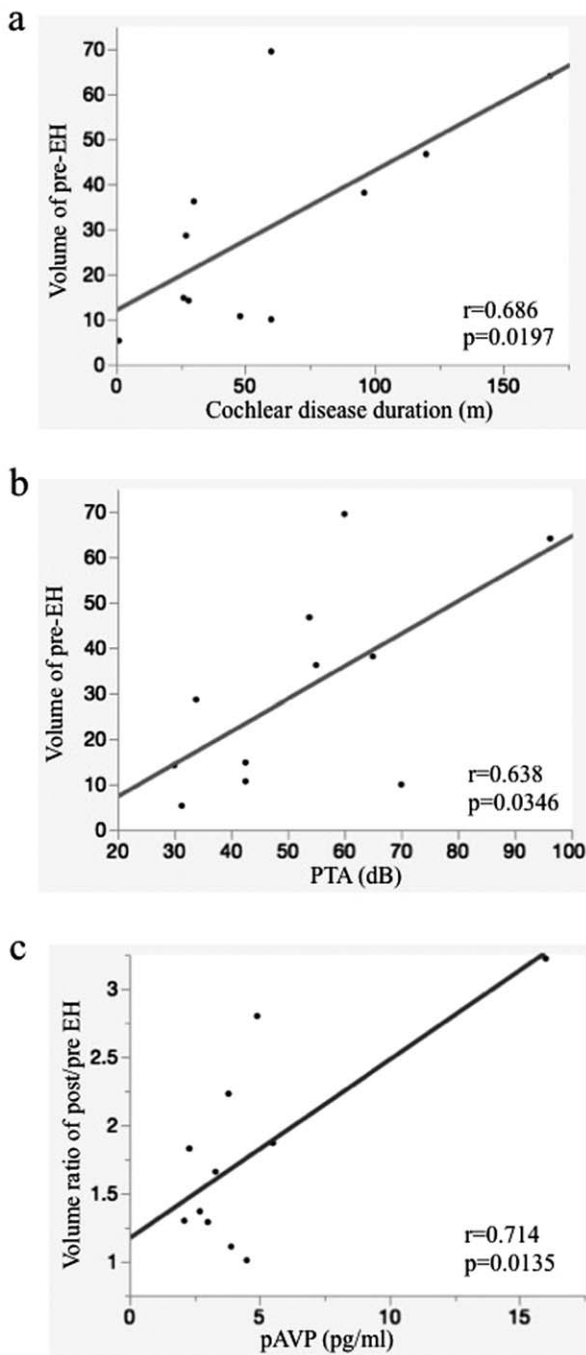 a
70
60
50
40
30
20
10
0
Volume of pre-EH
r=0.686
p=0.0197
0 50 100 150
Cochlear disease duration (m)
b
70
60
50
40
30
20
10
0
Volume of pre-EH
r=0.638
p=0.0346
20 30 40 50 60 70 80 90 100
PTA (dB)
c
3
2.5
2
1.5
1
Volume ratio of post/pre EH
r=0.714
p=0.0135
0 5 10 15
pAVP (pg/ml)